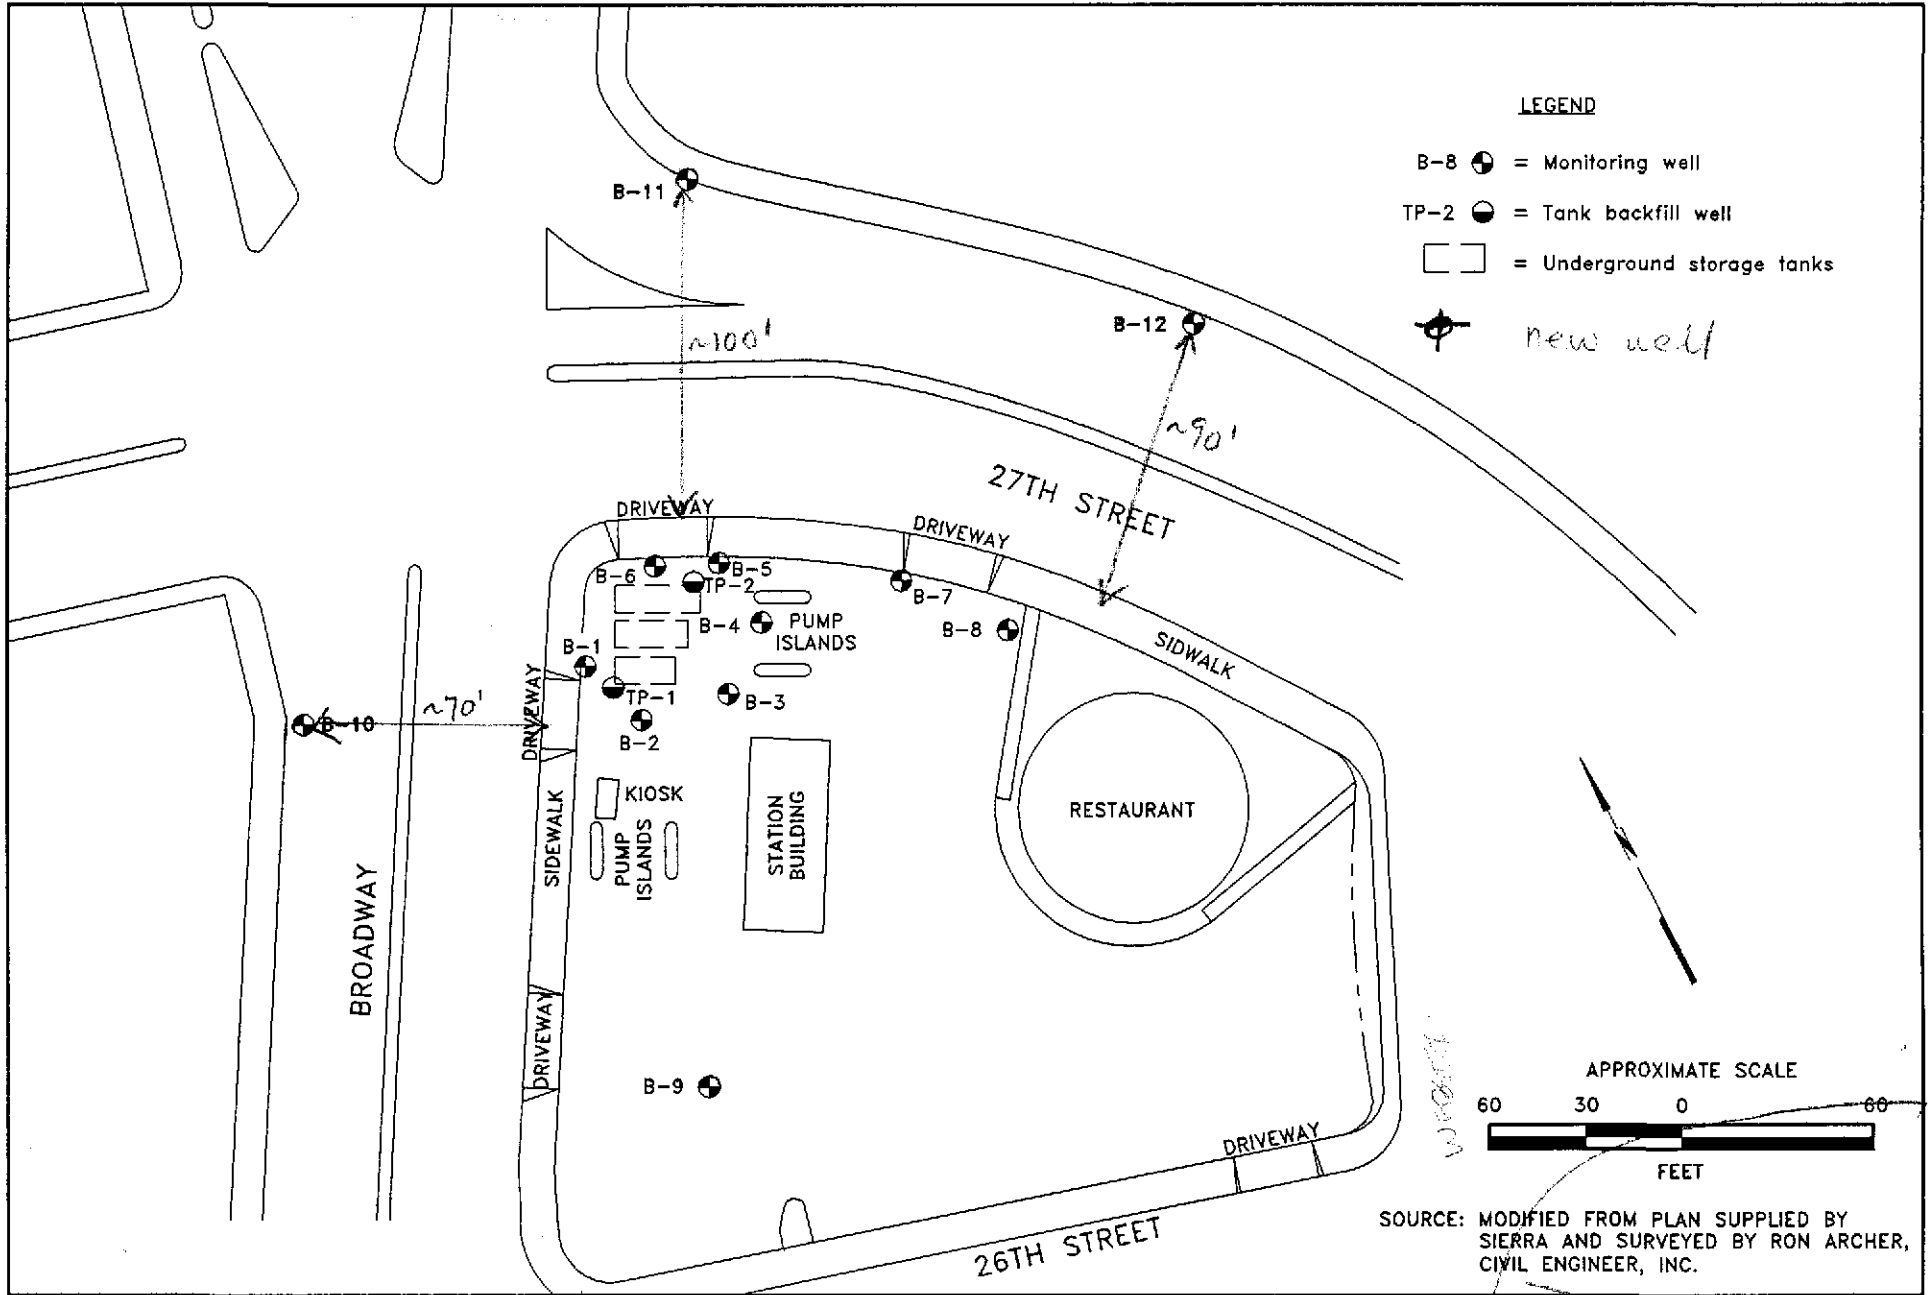 LEGEND
B-8 = Monitoring well
TP-2 = Tank backfill well
= Underground storage tanks
new well
B-11
B-12
~100'
~90'
27TH STREET
DRIVEWAY
DRIVEWAY
B-6
B-5
TP-2
B-7
B-4
PUMP
ISLANDS
B-8
SIDWALK
B-1
TP-1
B-3
B-2
DRIVEWAY
~70'
B-10
KIOSK
PUMP
ISLANDS
STATION
BUILDING
RESTAURANT
SIDEWALK
BROADWAY
DRIVEWAY
B-9
DRIVEWAY
26TH STREET
APPROXIMATE SCALE
60 30 0 60
FEET
SOURCE: MODIFIED FROM PLAN SUPPLIED BY
SIERRA AND SURVEYED BY RON ARCHER,
CIVIL ENGINEER, INC.